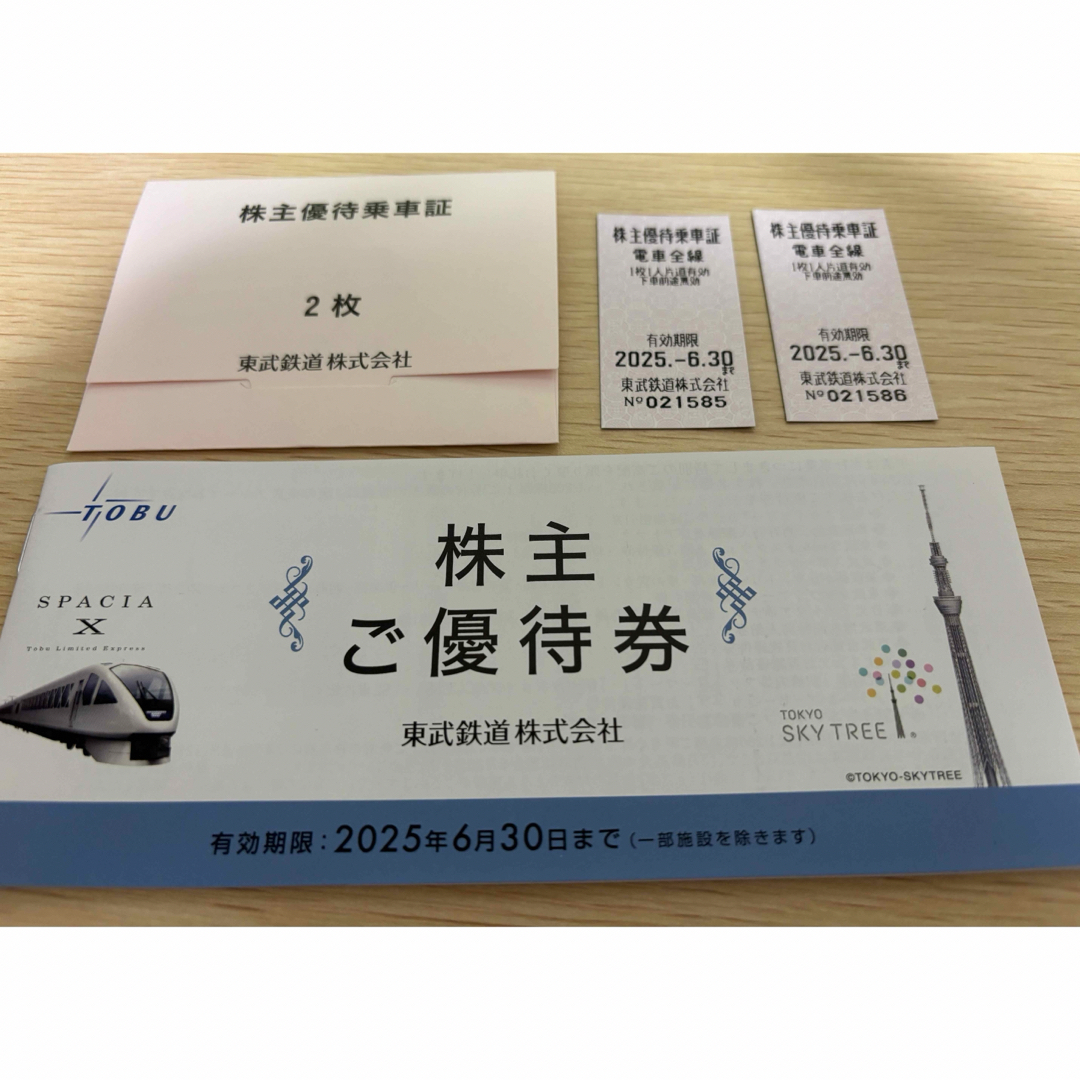 株主優待乗車証
2枚
東武鉄道株式会社
株主優待乗車証
電車全線
1枚1人片道有効
下車前途無効
有効期限
2025.-6.30
まで
東武鉄道株式会社
Nº021585
株主優待乗車証
電車全線
1枚1人片道有効
下車前途無効
有効期限
2025.-6.30
まで
東武鉄道株式会社
Nº021586
TOBU
SPACIA
X
Tobu Limited Express
株主
ご優待券
東武鉄道株式会社
TOKYO
SKYTREE®
©TOKYO-SKYTREE
有効期限:2025年6月30日まで(一部施設を除きます)